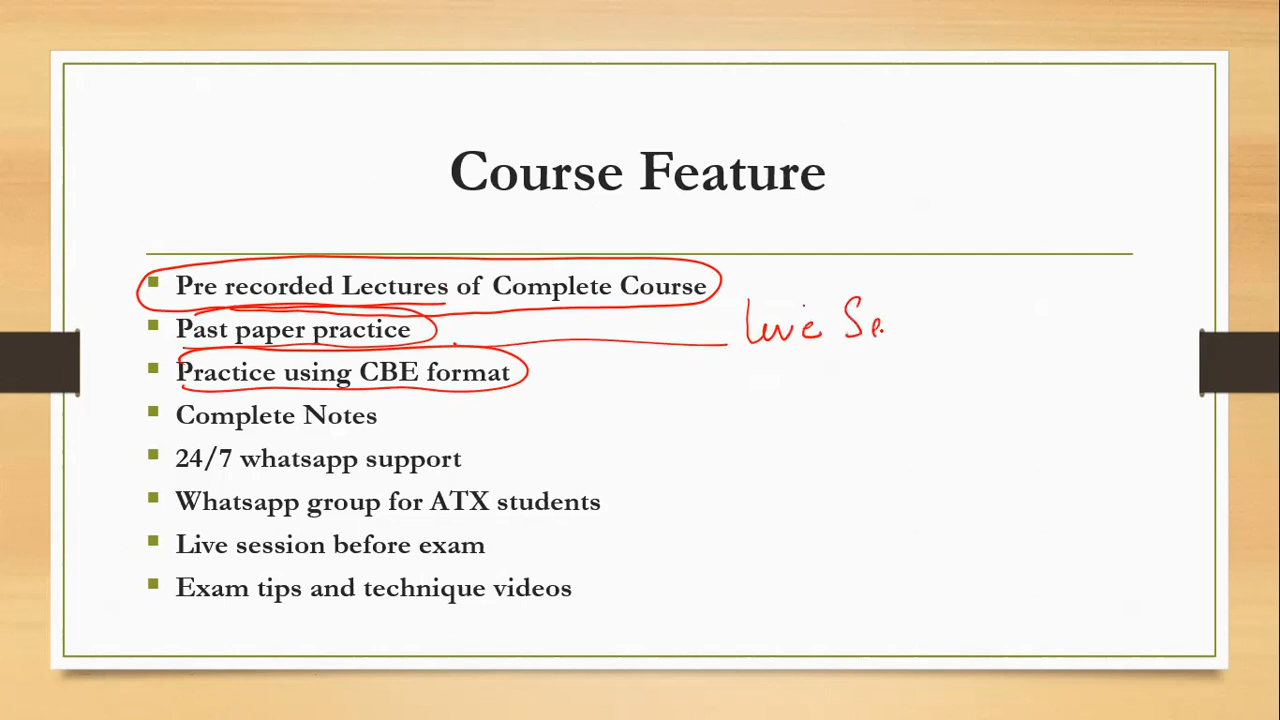 Course Feature
Pre recorded Lectures of Complete Course
Past paper practice
Live Se
Practice using CBE format
Complete Notes
24/7 whatsapp support
Whatsapp group for ATX students
Live session before exam
Exam tips and technique videos